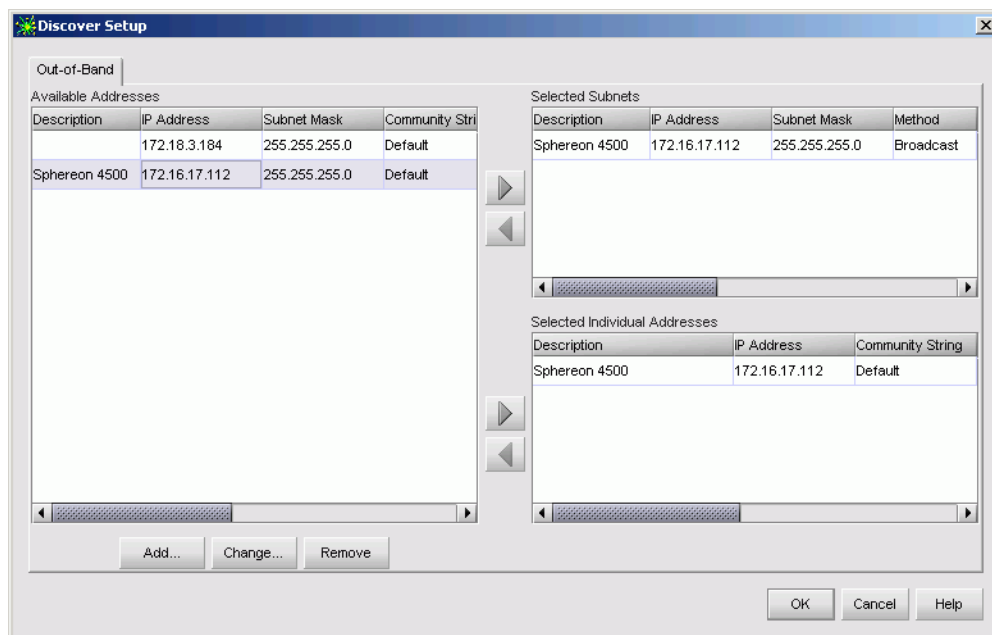 Discover Setup
Out-of-Band
Available Addresses
Description IP Address Subnet Mask Community Stri
172.18.3.184 255.255.255.0 Default
Sphereon 4500 172.16.17.112 255.255.255.0 Default
Selected Subnets
Description IP Address Subnet Mask Method
Sphereon 4500 172.16.17.112 255.255.255.0 Broadcast
Selected Individual Addresses
Description IP Address Community String
Sphereon 4500 172.16.17.112 Default
Add... Change... Remove
OK Cancel Help